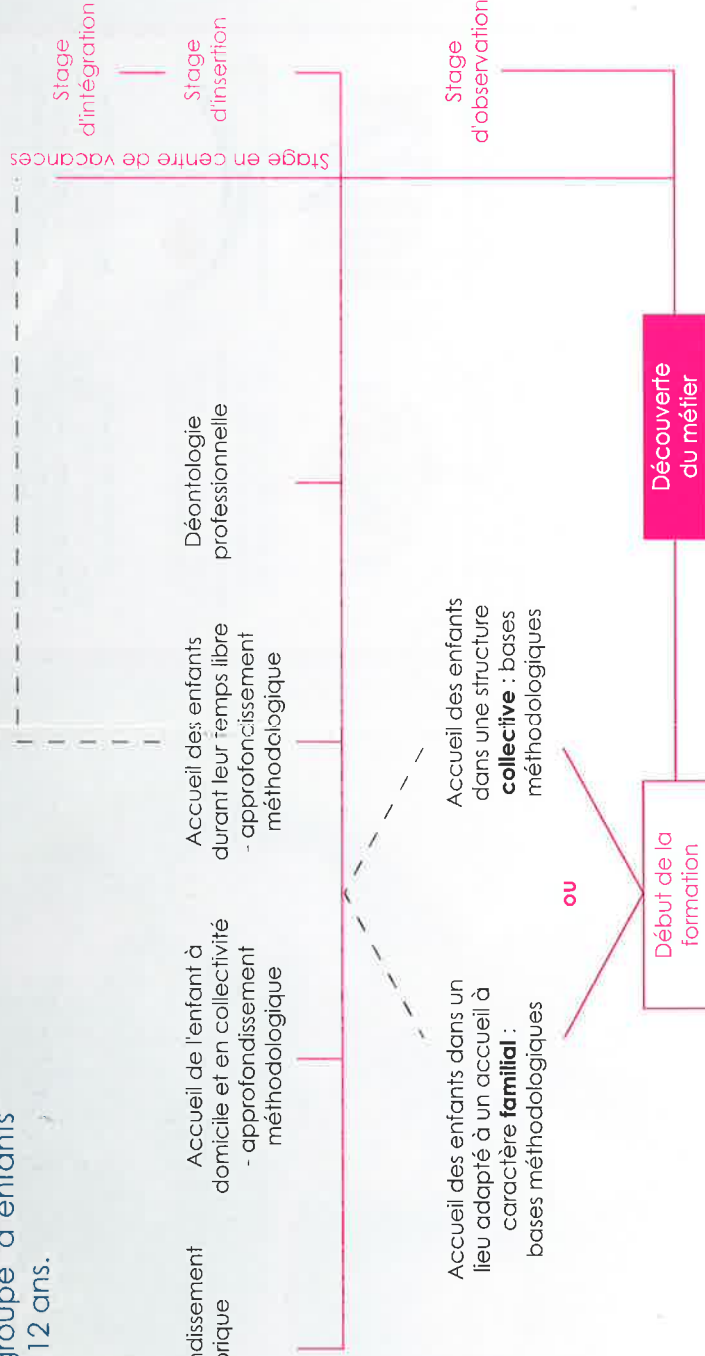 groupe d'enfants
12 ans.
ndissement
orique
Accueil de l'enfant à
domicile et en collectivité
- approfondissement
méthodologique
Accueil des enfants
durant leur temps libre
- approfoncissement
méthodologique
Déontologie
professionnelle
Stage
d'intégration
Stage
d'insertion
Stage en centre de vacances
Accueil des enfants dans un
lieu adapté à un accueil à
caractère familial :
bases méthodologiques
OU
Accueil des enfants
dans une structure
collective : bases
méthodologiques
Stage
d'observation
Début de la
formation
Découverte
du métier